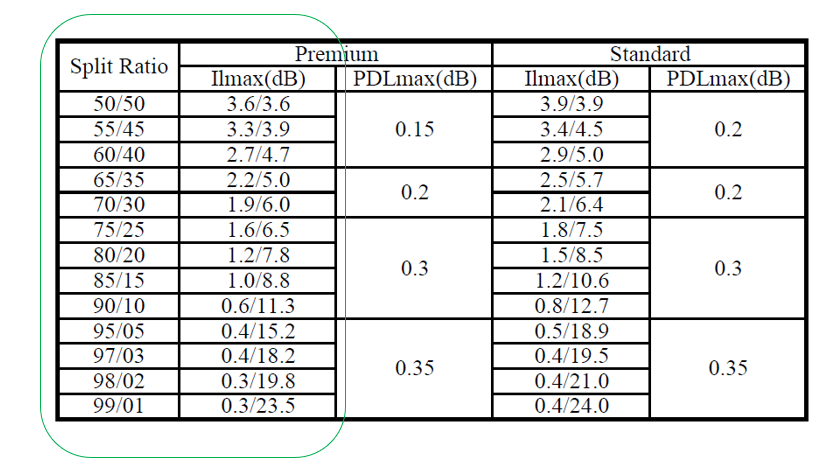 Split Ratio Premium Standard
Ilmax(dB) PDLmax(dB) Ilmax(dB) PDLmax(dB)
50/50 3.6/3.6 0.15 3.9/3.9 0.2
55/45 3.3/3.9 3.4/4.5
60/40 2.7/4.7 2.9/5.0
65/35 2.2/5.0 0.2 2.5/5.7 0.2
70/30 1.9/6.0 2.1/6.4
75/25 1.6/6.5 0.3 1.8/7.5 0.3
80/20 1.2/7.8 1.5/8.5
85/15 1.0/8.8 1.2/10.6
90/10 0.6/11.3 0.8/12.7
95/05 0.4/15.2 0.35 0.5/18.9 0.35
97/03 0.4/18.2 0.4/19.5
98/02 0.3/19.8 0.4/21.0
99/01 0.3/23.5 0.4/24.0